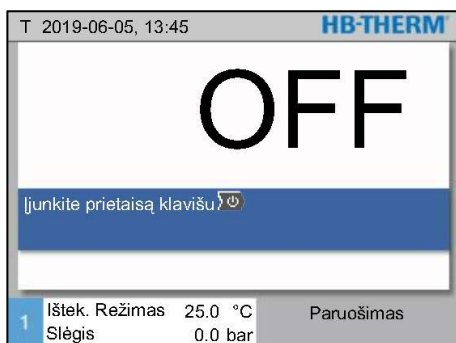 T 2019-06-05, 13:45 HB-THERM
OFF
Įjunkite prietaisą klavišu
1 Ištek. Režimas 25.0 °C Paruošimas
Slėgis 0.0 bar